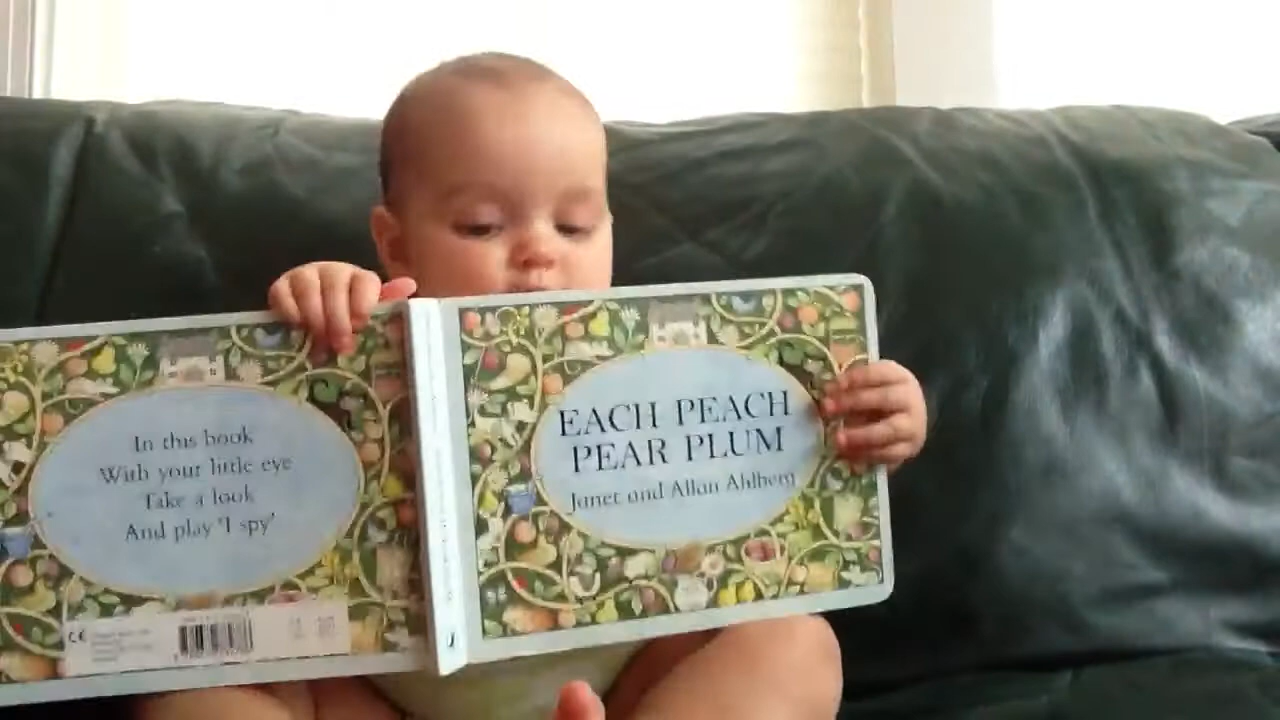 In this book
With your little eye
Take a look
And play 'I spy'
EACH PEACH
PEAR PLUM
Janet and Allan Ahlberg
CE